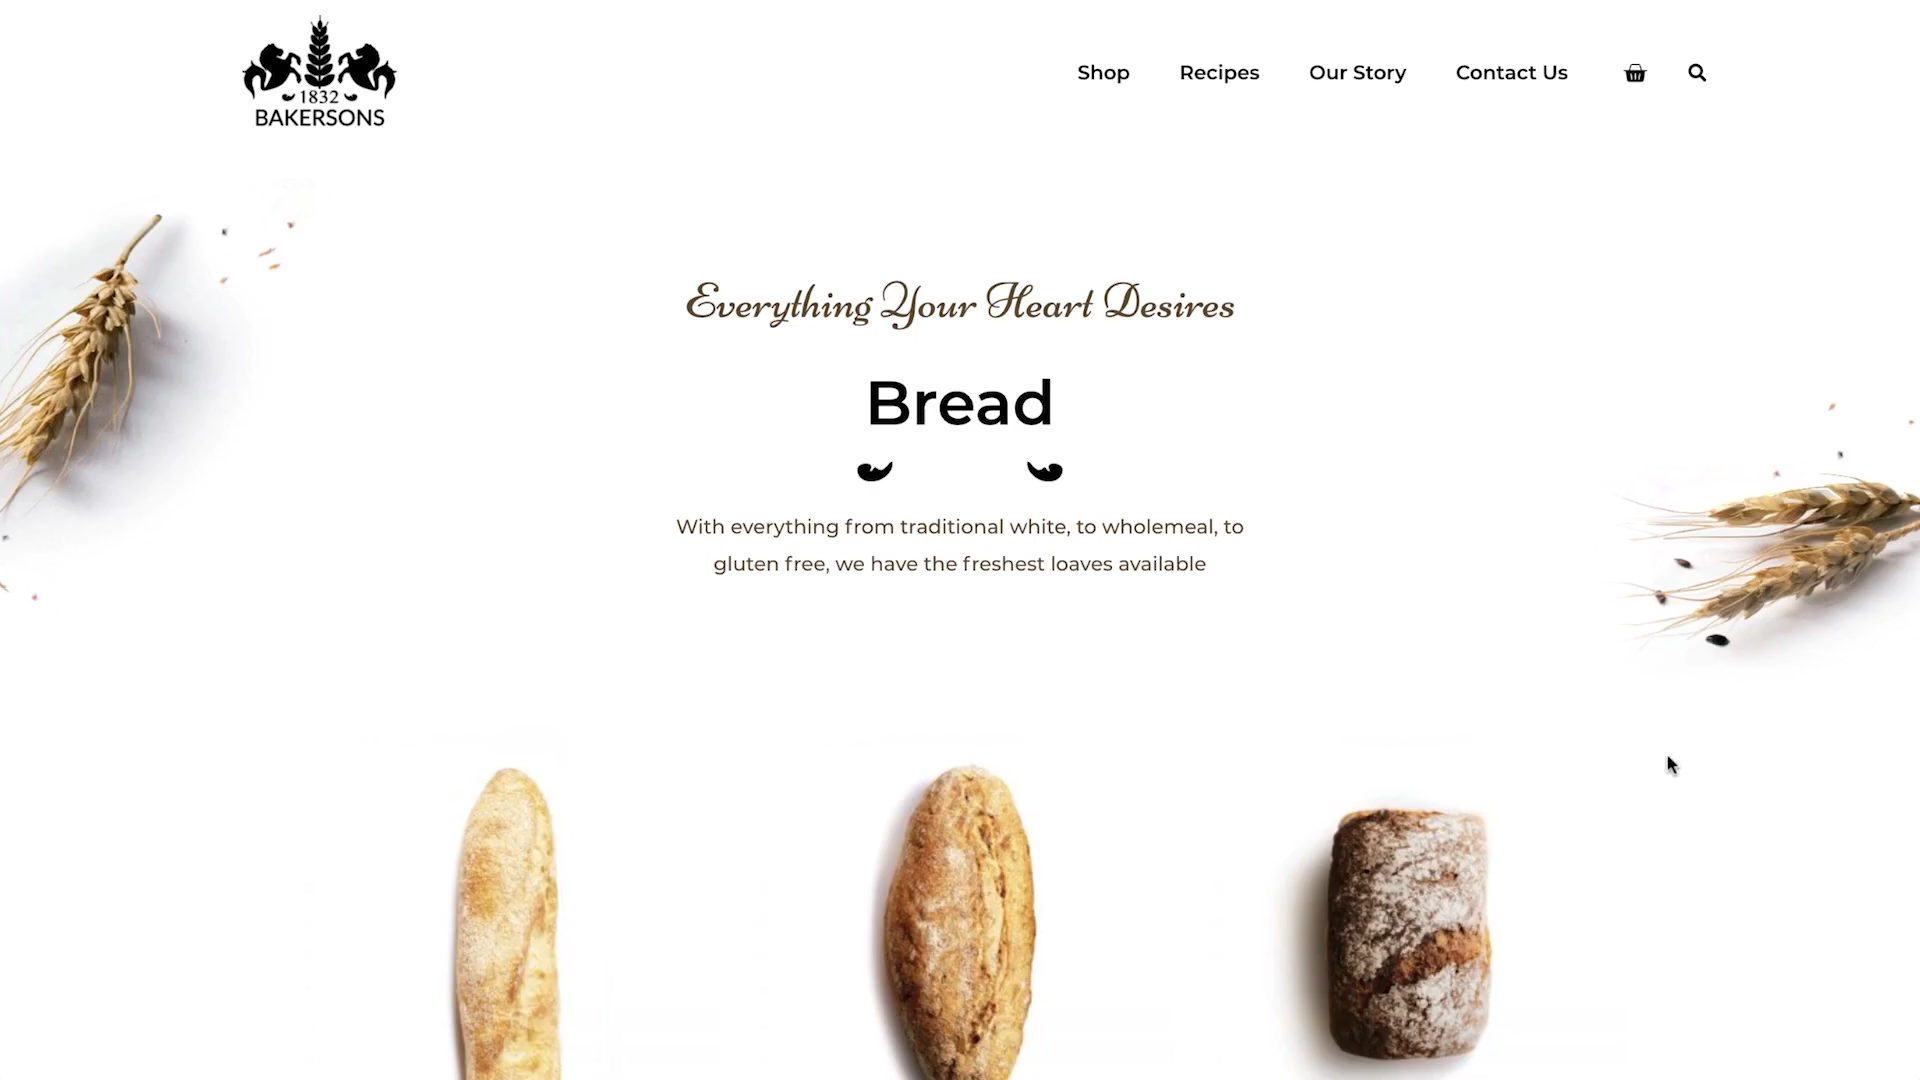 1832
BAKERSONS
Shop
Recipes
Our Story
Contact Us
Everything Your Heart Desires
Bread
With everything from traditional white, to wholemeal, to
gluten free, we have the freshest loaves available